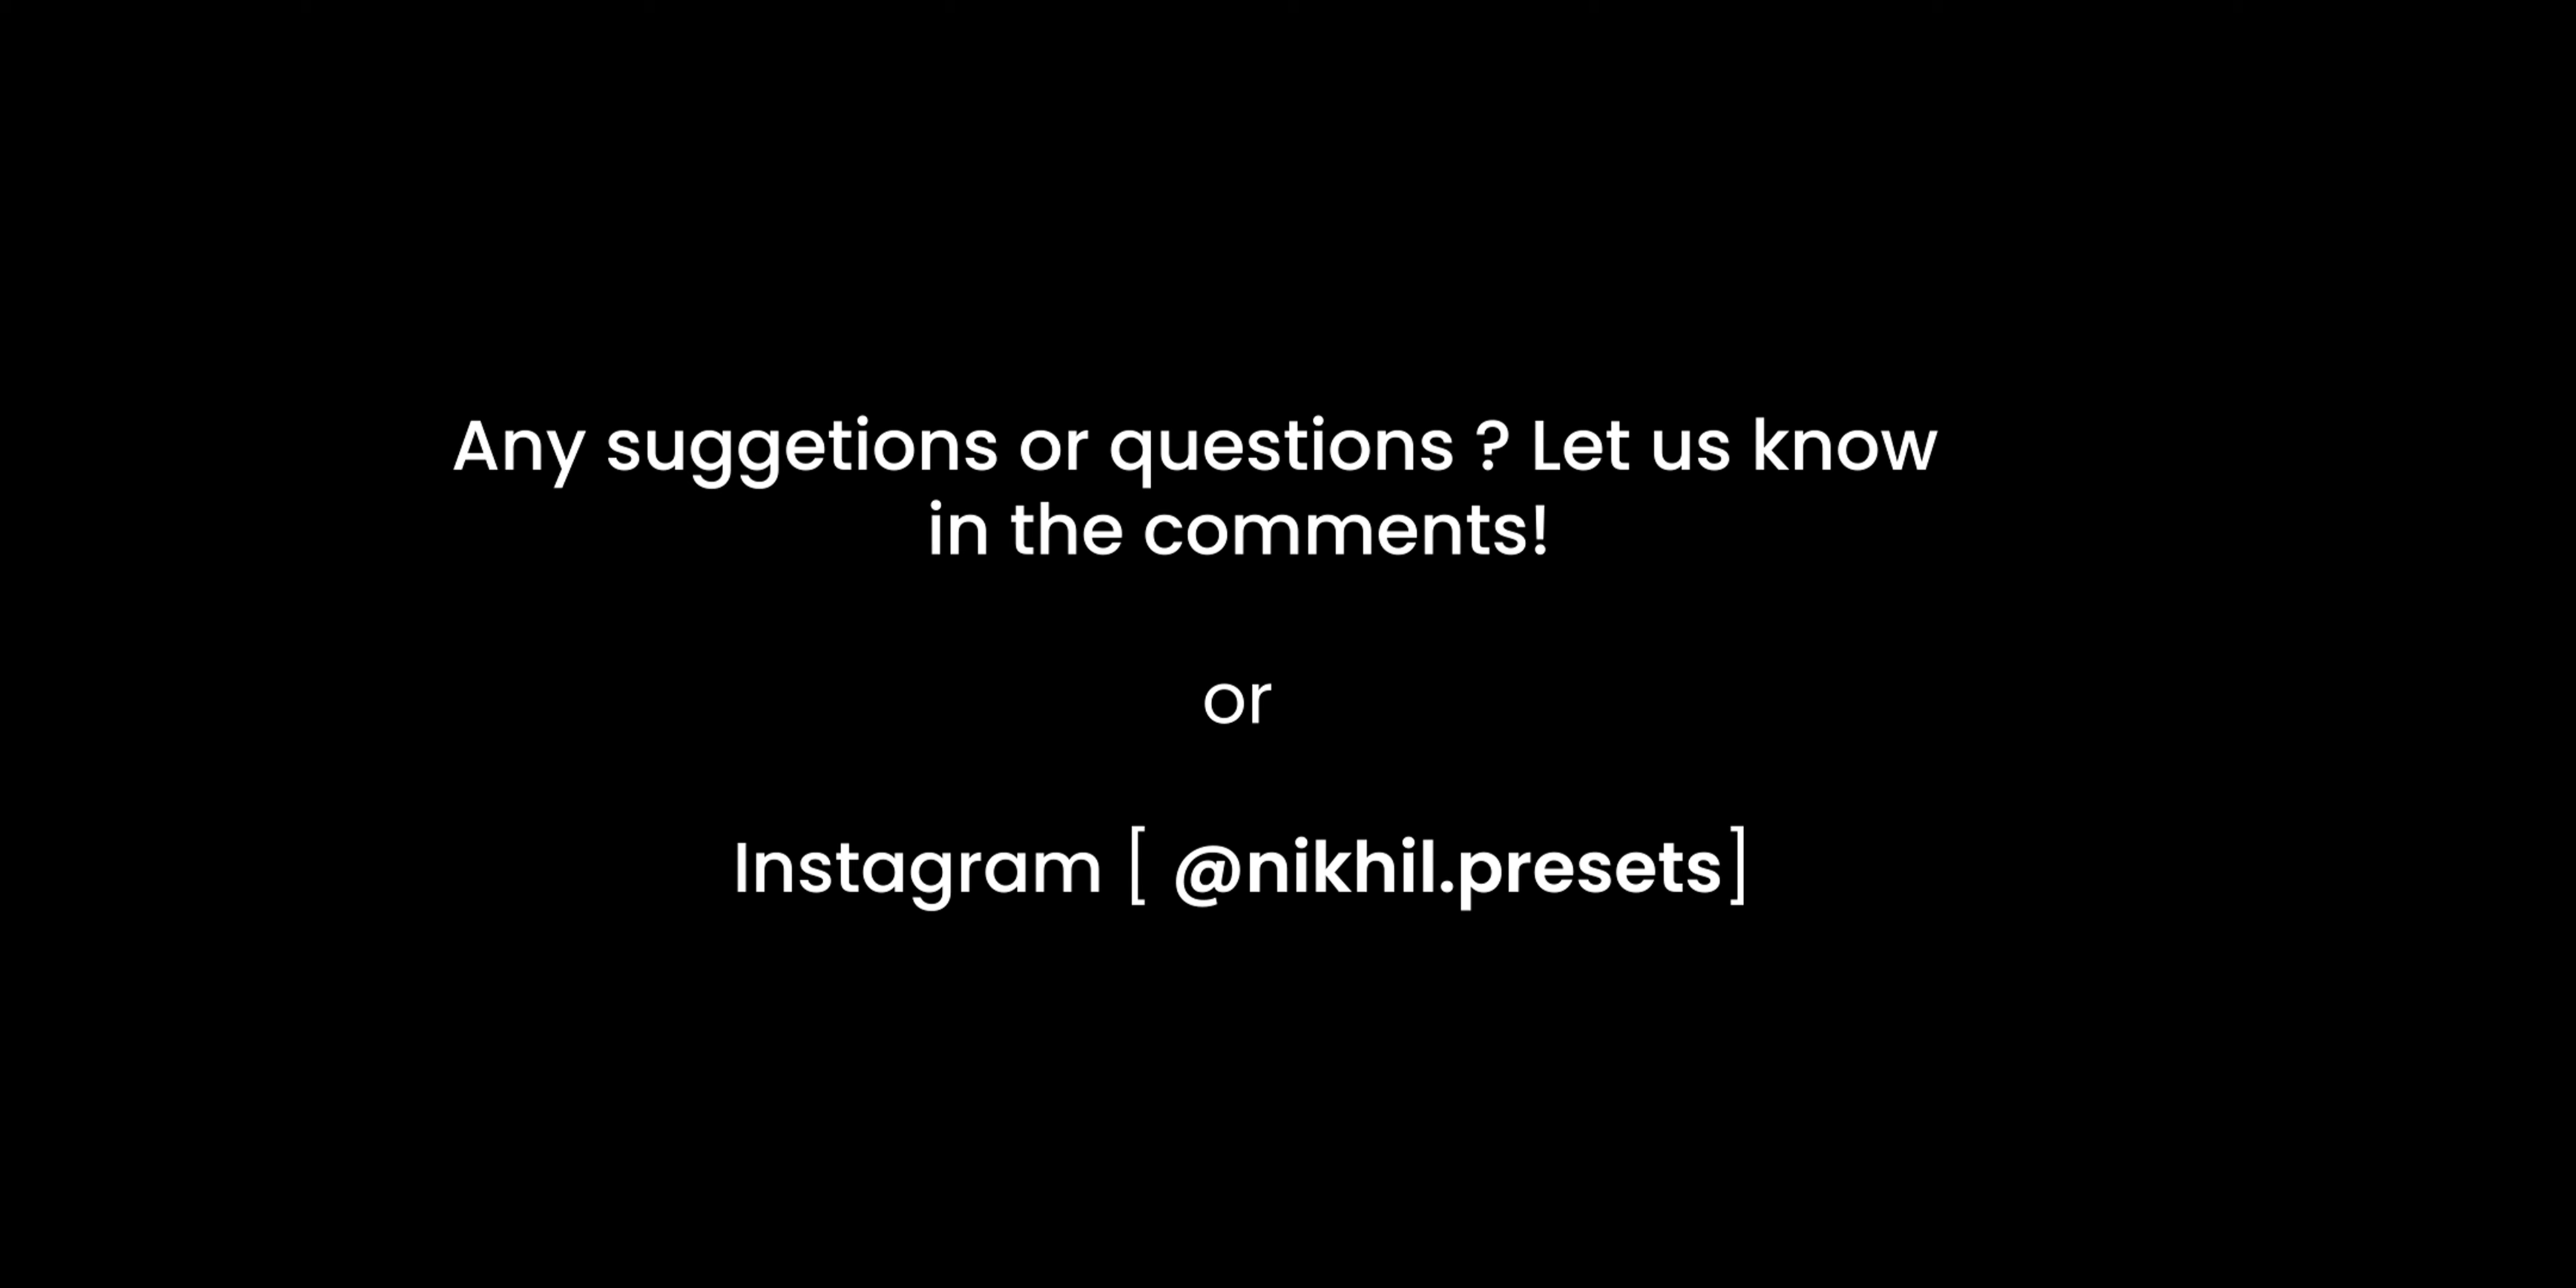 Any suggetions or questions ? Let us know
in the comments!
or
Instagram [ @nikhil.presets]